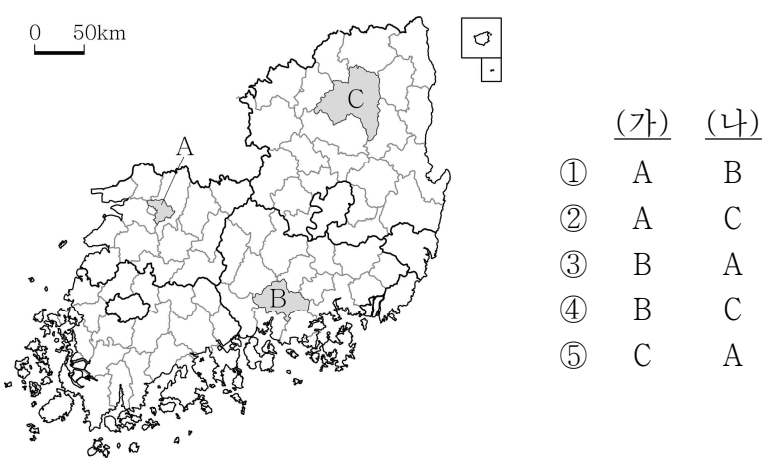 0 50km
A
B
C
(가) (나)
① A B
② A C
③ B A
④ B C
⑤ C A